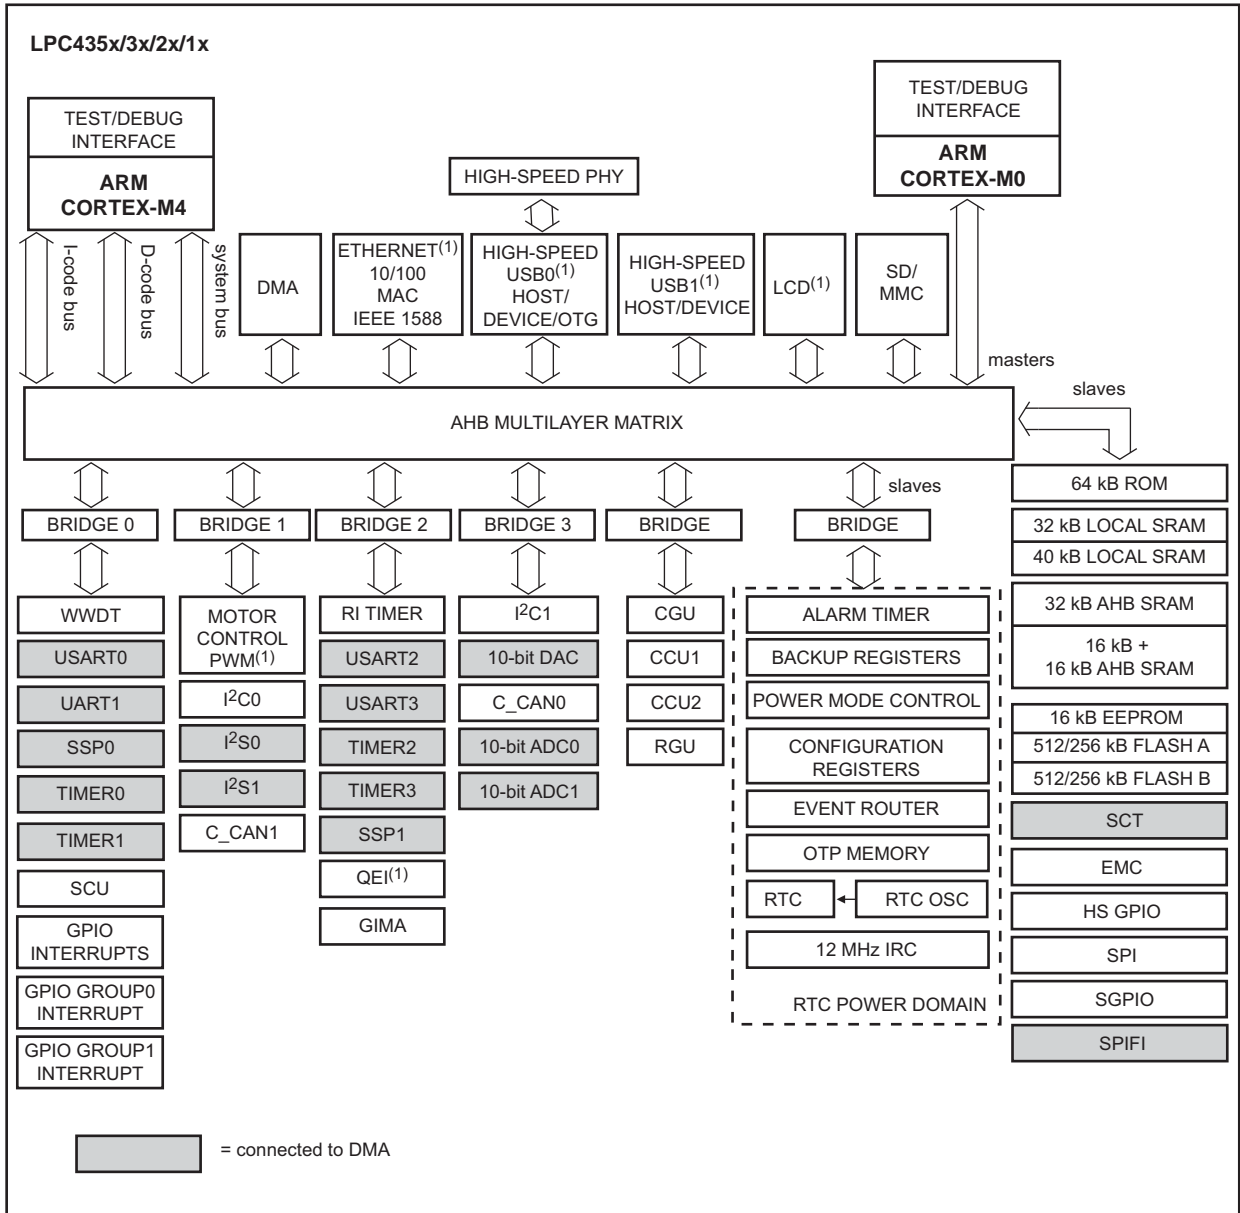 LPC435x/3x/2x/1x
TEST/DEBUG
INTERFACE
ARM
CORTEX-M4
TEST/DEBUG
INTERFACE
ARM
CORTEX-M0
HIGH-SPEED PHY
I-code bus
D-code bus
system bus
DMA
ETHERNET(1)
10/100
MAC
IEEE 1588
HIGH-SPEED
USB0(1)
HOST/
DEVICE/OTG
HIGH-SPEED
USB1(1)
HOST/DEVICE
LCD(1)
SD/
MMC
masters
slaves
AHB MULTILAYER MATRIX
slaves
BRIDGE 0
BRIDGE 1
BRIDGE 2
BRIDGE 3
BRIDGE
BRIDGE
WWDT
USART0
UART1
SSP0
TIMER0
TIMER1
SCU
GPIO
INTERRUPTS
GPIO GROUP0
INTERRUPT
GPIO GROUP1
INTERRUPT
MOTOR
CONTROL
PWM(1)
I2C0
I2S0
I2S1
C_CAN1
RI TIMER
USART2
USART3
TIMER2
TIMER3
SSP1
QEI(1)
GIMA
I2C1
10-bit DAC
C_CAN0
10-bit ADC0
10-bit ADC1
CGU
CCU1
CCU2
RGU
ALARM TIMER
BACKUP REGISTERS
POWER MODE CONTROL
CONFIGURATION
REGISTERS
EVENT ROUTER
OTP MEMORY
RTC
RTC OSC
12 MHz IRC
RTC POWER DOMAIN
64 kB ROM
32 kB LOCAL SRAM
40 kB LOCAL SRAM
32 kB AHB SRAM
16 kB +
16 kB AHB SRAM
16 kB EEPROM
512/256 kB FLASH A
512/256 kB FLASH B
SCT
EMC
HS GPIO
SPI
SGPIO
SPIFI
= connected to DMA